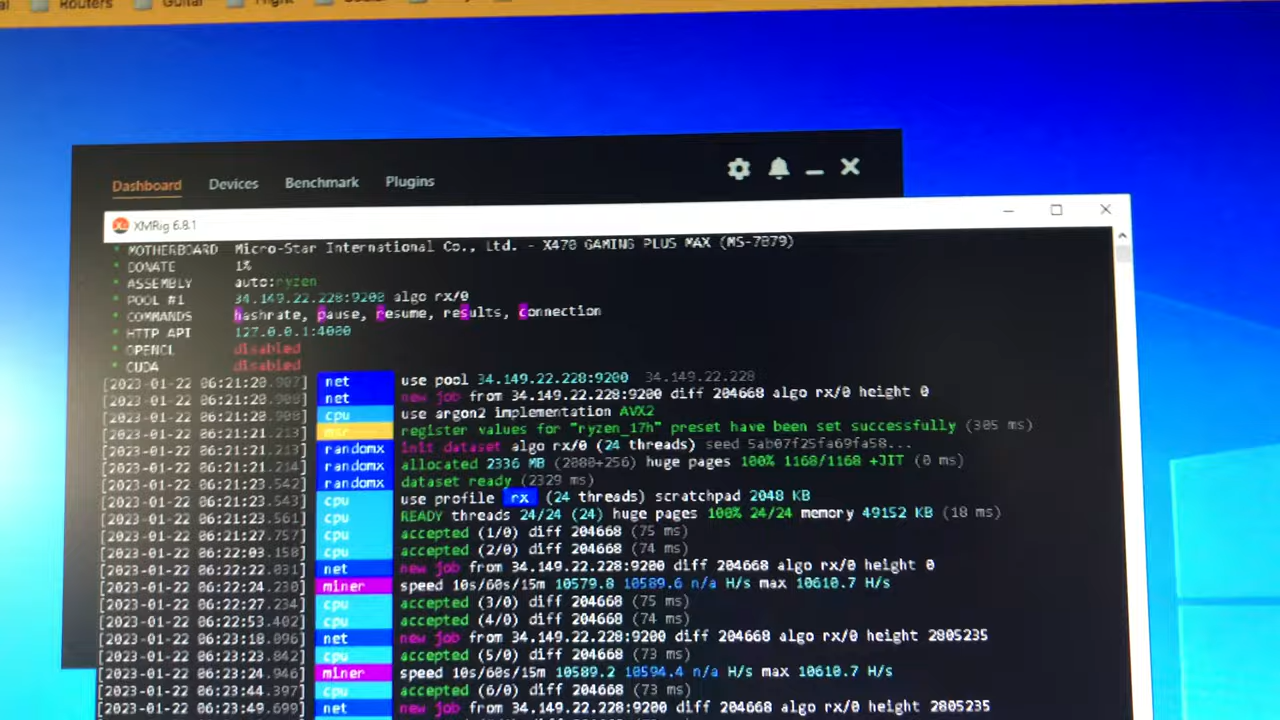 Routers
Guitar
Dashboard Devices Benchmark Plugins
XMRig 6.8.1
* MOTHERBOARD Micro-Star International Co., Ltd. - X470 GAMING PLUS MAX (MS-7B79)
* DONATE 1%
* ASSEMBLY auto:ryzen
* POOL #1 34.149.22.228:9200 algo rx/0
* COMMANDS hashrate, pause, resume, results, connection
* HTTP API 127.0.0.1:4000
* OPENCL disabled
* CUDA disabled
[2023-01-22 06:21:20.907] net use pool 34.149.22.228:9200 34.149.22.228
[2023-01-22 06:21:20.908] net new job from 34.149.22.228:9200 diff 204668 algo rx/0 height 0
[2023-01-22 06:21:20.908] cpu use argon2 implementation AVX2
[2023-01-22 06:21:21.213] msr register values for "ryzen_17h" preset have been set successfully (305 ms)
[2023-01-22 06:21:21.213] randomx init dataset algo rx/0 (24 threads) seed 5ab07f25fa69fa58...
[2023-01-22 06:21:21.214] randomx allocated 2336 MB (2080+256) huge pages 100% 1168/1168 +JIT (0 ms)
[2023-01-22 06:21:23.542] randomx dataset ready (2329 ms)
[2023-01-22 06:21:23.543] cpu use profile rx (24 threads) scratchpad 2048 KB
[2023-01-22 06:21:23.561] cpu READY threads 24/24 (24) huge pages 100% 24/24 memory 49152 KB (18 ms)
[2023-01-22 06:21:27.757] cpu accepted (1/0) diff 204668 (75 ms)
[2023-01-22 06:22:03.158] cpu accepted (2/0) diff 204668 (74 ms)
[2023-01-22 06:22:22.031] net new job from 34.149.22.228:9200 diff 204668 algo rx/0 height 0
[2023-01-22 06:22:24.230] miner speed 10s/60s/15m 10579.8 10589.6 n/a H/s max 10610.7 H/s
[2023-01-22 06:22:27.234] cpu accepted (3/0) diff 204668 (75 ms)
[2023-01-22 06:22:53.402] cpu accepted (4/0) diff 204668 (74 ms)
[2023-01-22 06:23:18.096] net new job from 34.149.22.228:9200 diff 204668 algo rx/0 height 2805235
[2023-01-22 06:23:23.842] cpu accepted (5/0) diff 204668 (73 ms)
[2023-01-22 06:23:24.946] miner speed 10s/60s/15m 10589.2 10594.4 n/a H/s max 10610.7 H/s
[2023-01-22 06:23:44.397] cpu accepted (6/0) diff 204668 (73 ms)
[2023-01-22 06:23:49.699] net new job from 34.149.22.228:9200 diff 204668 algo rx/0 height 2805235